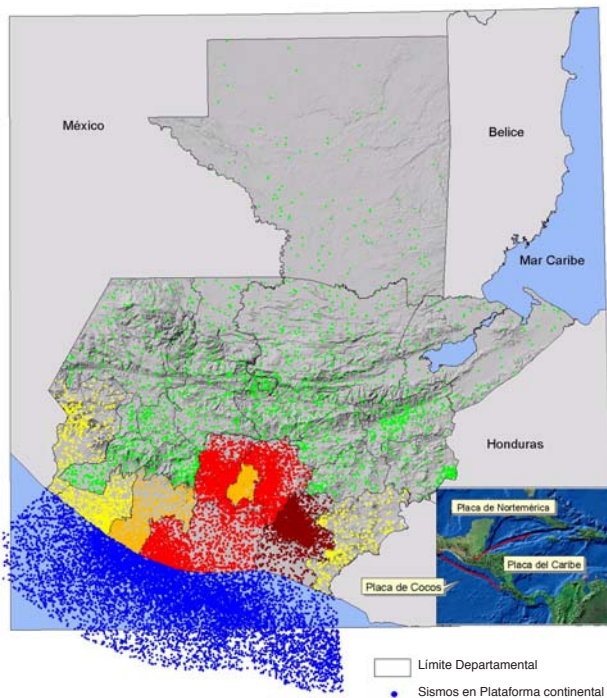 México
Belice
Mar Caribe
Honduras
Placa de Nortemérica
Placa del Caribe
Placa de Cocos
Límite Departamental
Sismos en Plataforma continental